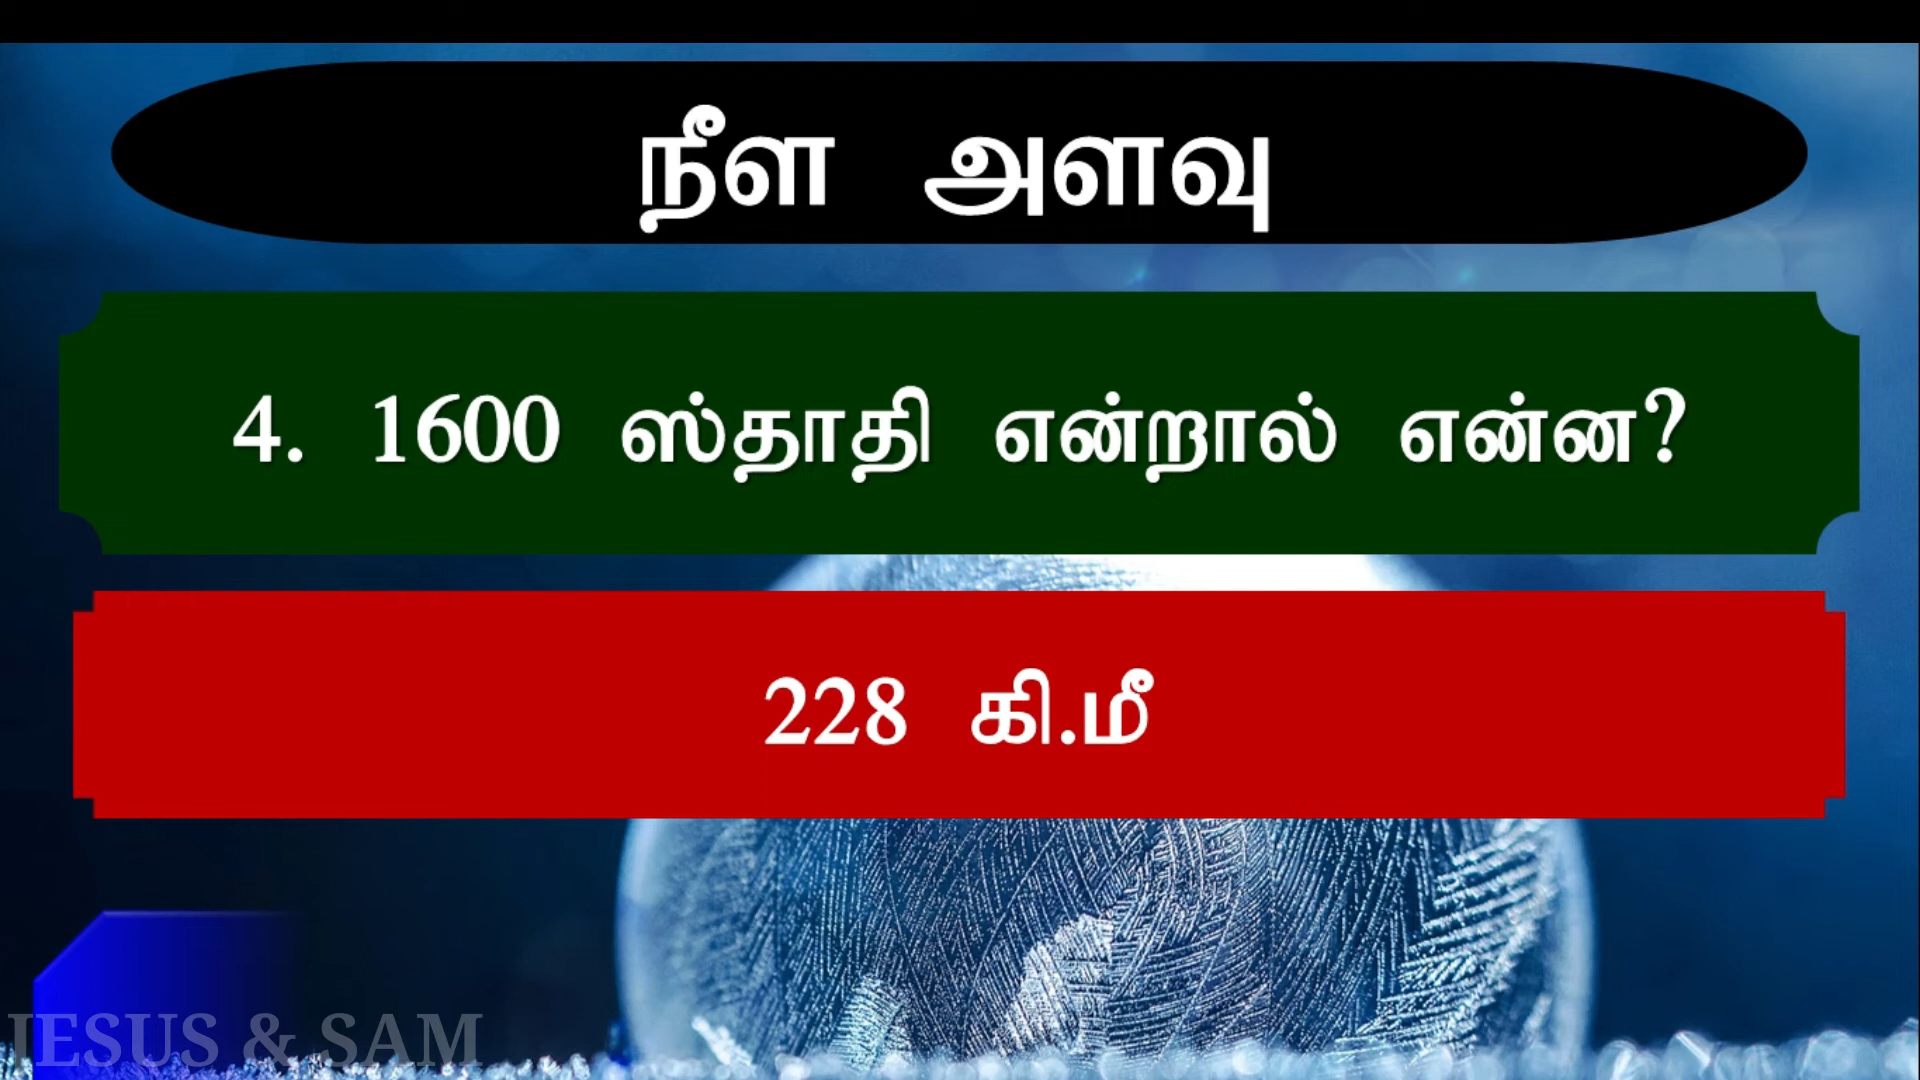 நீள அளவு
4. 1600 ஸ்தாதி என்றால் என்ன?
228 கி.மீ
JESUS & SAM